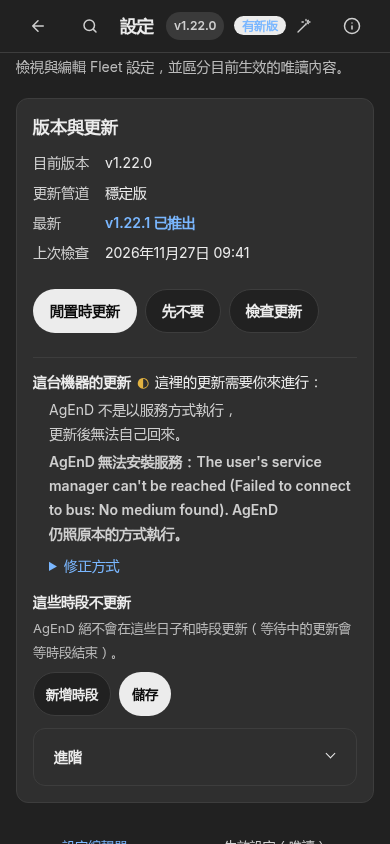 設定 v1.22.0 有新版
檢視與編輯 Fleet 設定，並區分目前生效的唯讀內容。
版本與更新
目前版本 v1.22.0
更新管道 穩定版
最新 v1.22.1 已推出
上次檢查 2026年11月27日 09:41
閒置時更新 先不要 檢查更新
這台機器的更新 這裡的更新需要你來進行：
AgEnD 不是以服務方式執行，
更新後無法自己回來。
AgEnD 無法安裝服務：The user's service
manager can't be reached (Failed to connect
to bus: No medium found). AgEnD
仍照原本的方式執行。
修正方式
這些時段不更新
AgEnD 絕不會在這些日子和時段更新（等待中的更新會
等時段結束）。
新增時段 儲存
進階